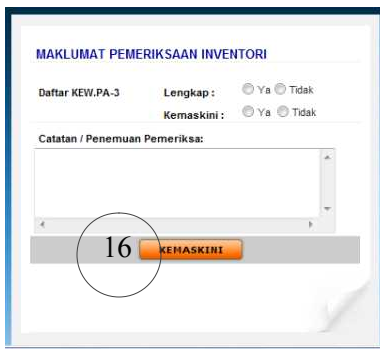 MAKLUMAT PEMERIKSAAN INVENTORI
Daftar KEW.PA-3 Lengkap : Ya Tidak
Kemaskini : Ya Tidak
Catatan / Penemuan Pemeriksa:
16 KEMASKINI